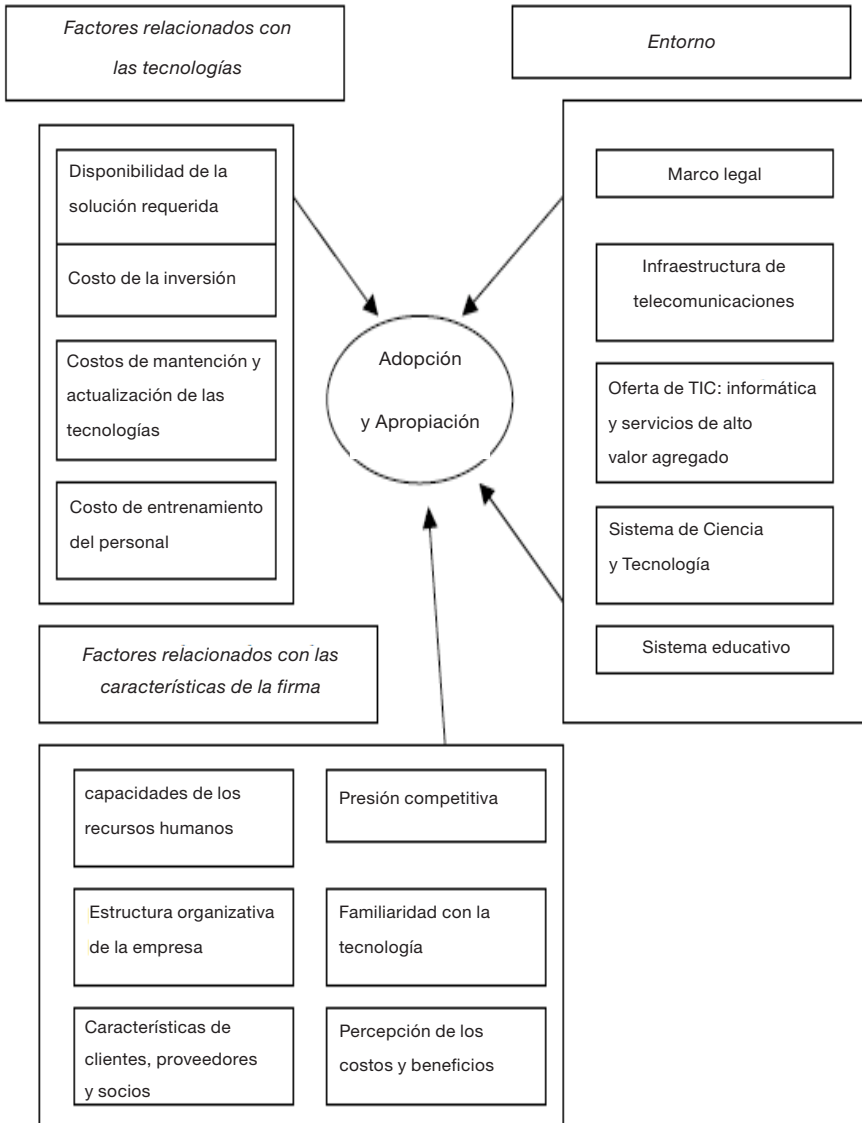 Factores relacionados con
las tecnologías
Entorno
Disponibilidad de la
solución requerida
Costo de la inversión
Costos de mantención y
actualización de las
tecnologías
Costo de entrenamiento
del personal
Adopción
y Apropiación
Marco legal
Infraestructura de
telecomunicaciones
Oferta de TIC: informática
y servicios de alto
valor agregado
Sistema de Ciencia
y Tecnología
Sistema educativo
Factores relacionados con las
características de la firma
capacidades de los
recursos humanos
Presión competitiva
Estructura organizativa
de la empresa
Familiaridad con la
tecnología
Características de
clientes, proveedores
y socios
Percepción de los
costos y beneficios